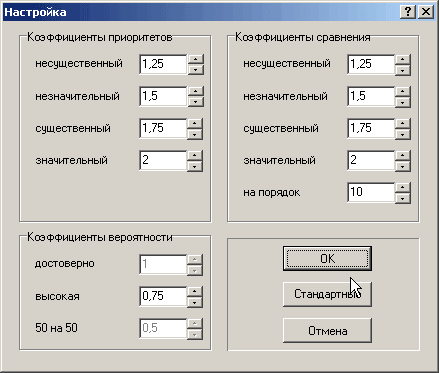 Настройка
Коэффициенты приоритетов
несущественный 1,25
незначительный 1,5
существенный 1,75
значительный 2
Коэффициенты сравнения
несущественный 1,25
незначительный 1,5
существенный 1,75
значительный 2
на порядок 10
Коэффициенты вероятности
достоверно 1
высокая 0,75
50 на 50 0,5
OK
Стандартные
Отмена